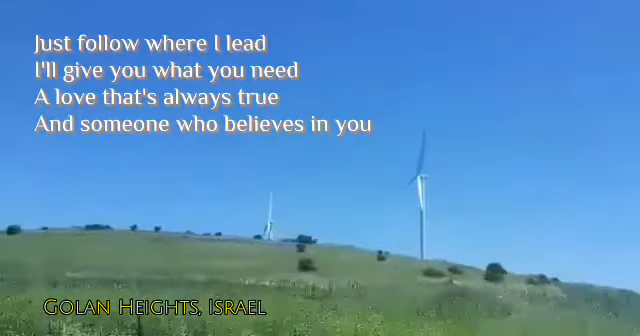 Just follow where I lead
I'll give you what you need
A love that's always true
And someone who believes in you
Golan Heights, Israel